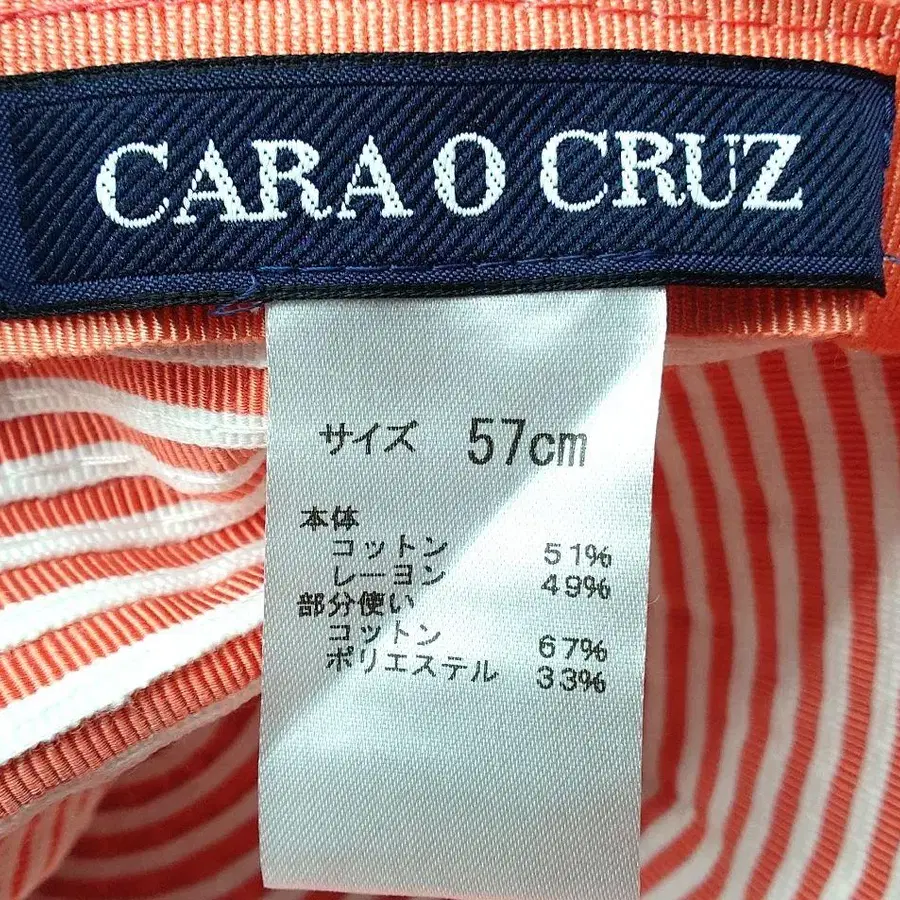 CARA O CRUZ
サイズ 57cm
本体
コットン 51%
レーヨン 49%
部分使い
コットン 67%
ポリエステル 33%